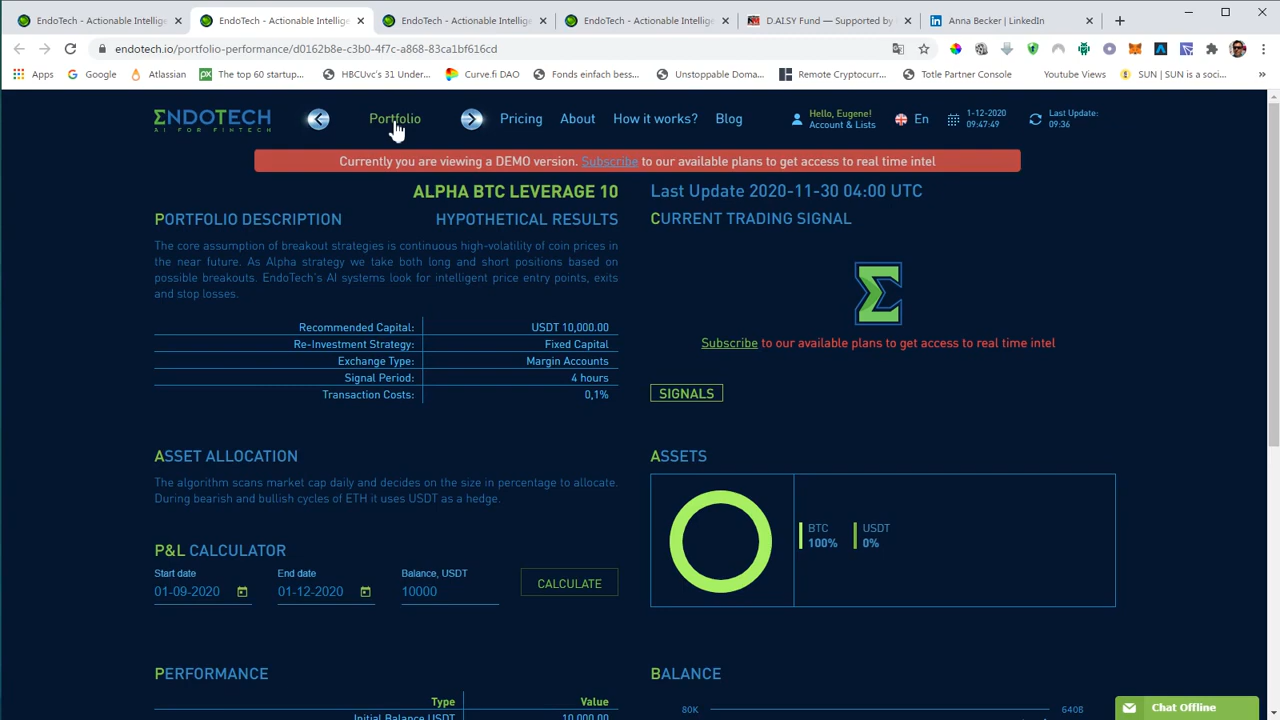 EndoTech - Actionable Intellige
EndoTech - Actionable Intellige
EndoTech - Actionable Intellige
EndoTech - Actionable Intellige
D.AI.SY Fund — Supported by
Anna Becker | LinkedIn
endotech.io/portfolio-performance/d0162b8e-c3b0-4f7c-a868-83ca1bf616cd
Apps
Google
Atlassian
The top 60 startup...
HBCUvc's 31 Under...
Curve.fi DAO
Fonds einfach bess...
Unstoppable Doma...
Remote Cryptocurr...
Totle Partner Console
Youtube Views
SUN | SUN is a soci...
ΣNDOTECH
AI FOR FINTECH
Portfolio
Pricing
About
How it works?
Blog
Hello, Eugene!
Account & Lists
En
1-12-2020
09:47:49
Last Update:
09:36
Currently you are viewing a DEMO version. Subscribe to our available plans to get access to real time intel
ALPHA BTC LEVERAGE 10
PORTFOLIO DESCRIPTION
HYPOTHETICAL RESULTS
The core assumption of breakout strategies is continuous high-volatility of coin prices in
the near future. As Alpha strategy we take both long and short positions based on
possible breakouts. EndoTech's AI systems look for intelligent price entry points, exits
and stop losses.
Recommended Capital: USDT 10,000.00
Re-Investment Strategy: Fixed Capital
Exchange Type: Margin Accounts
Signal Period: 4 hours
Transaction Costs: 0,1%
Last Update 2020-11-30 04:00 UTC
CURRENT TRADING SIGNAL
Subscribe to our available plans to get access to real time intel
SIGNALS
ASSET ALLOCATION
The algorithm scans market cap daily and decides on the size in percentage to allocate.
During bearish and bullish cycles of ETH it uses USDT as a hedge.
ASSETS
BTC
100%
USDT
0%
P&L CALCULATOR
Start date
01-09-2020
End date
01-12-2020
Balance, USDT
10000
CALCULATE
PERFORMANCE
Type Value
Initial Balance USDT 10,000.00
BALANCE
80K
640B
Chat Offline